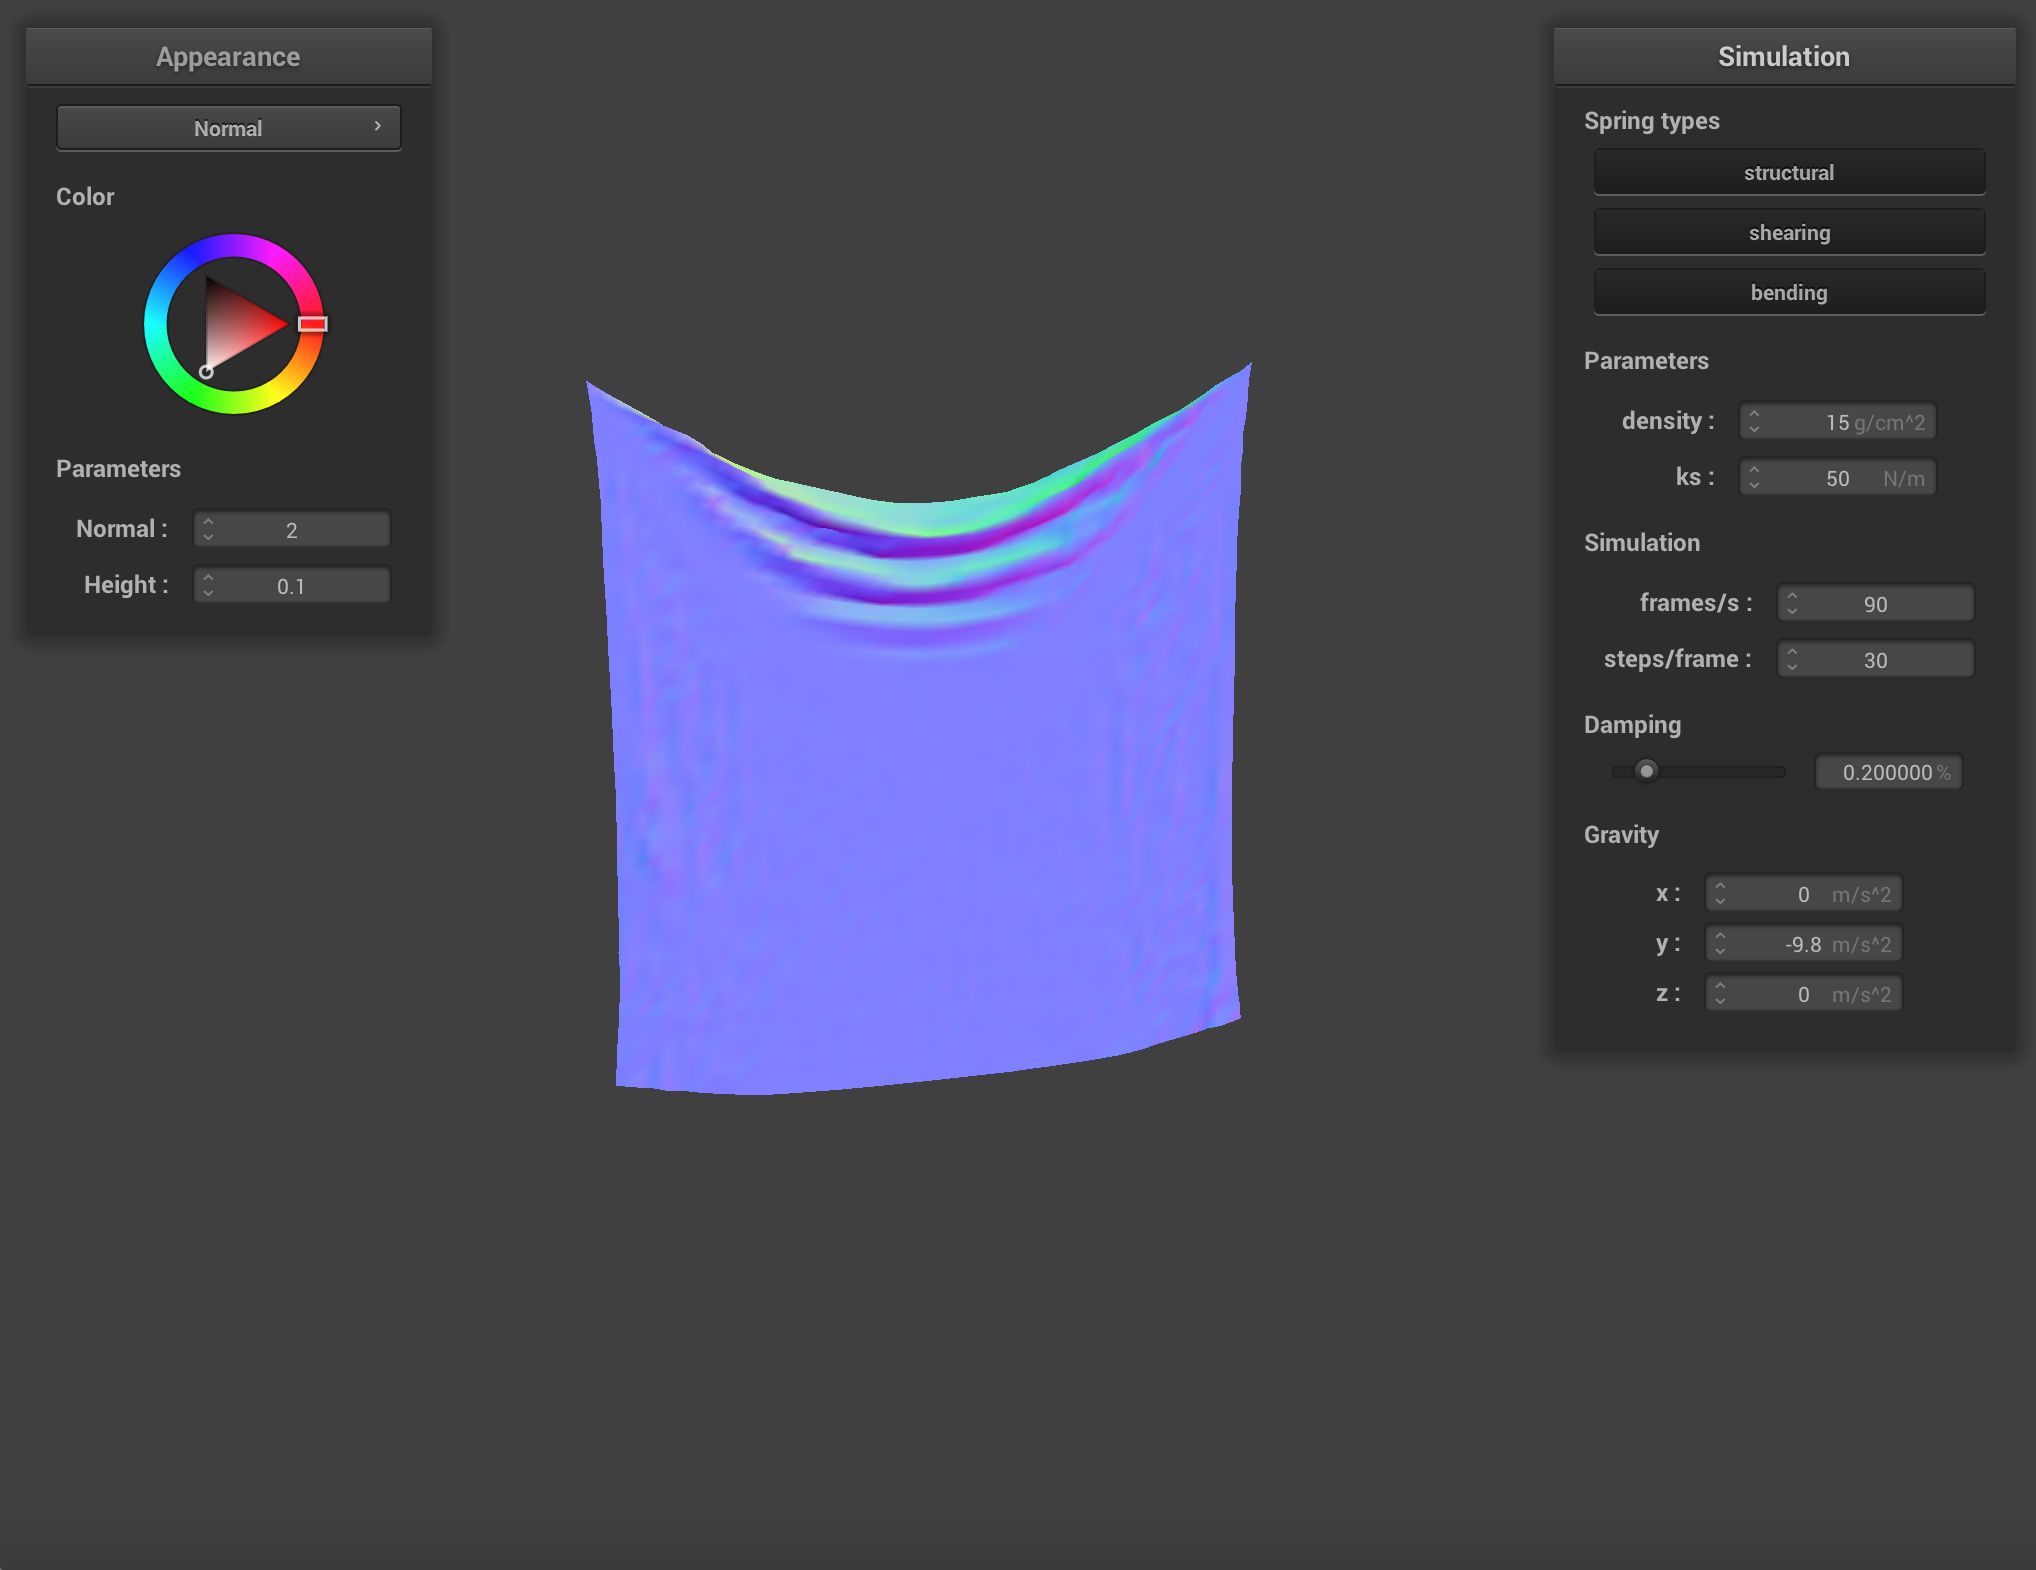 Appearance
Normal
Color
Parameters
Normal : 2
Height : 0.1
Simulation
Spring types
structural
shearing
bending
Parameters
density : 15 g/cm^2
ks : 50 N/m
Simulation
frames/s : 90
steps/frame : 30
Damping
0.200000 %
Gravity
x : 0 m/s^2
y : -9.8 m/s^2
z : 0 m/s^2